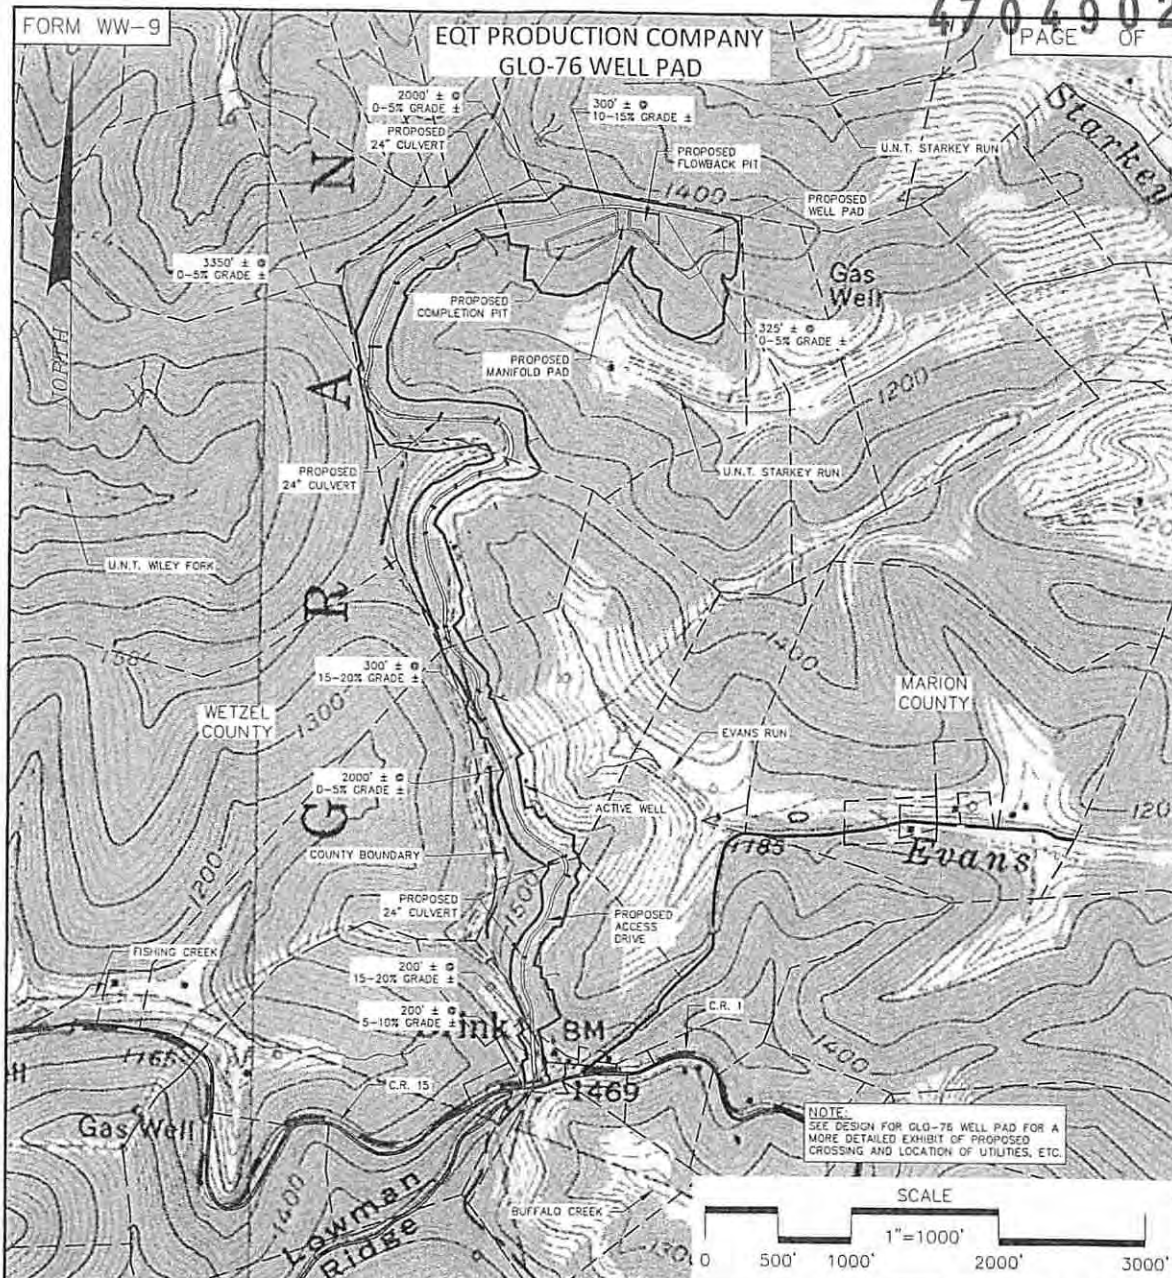 FORM WW-9
4704902
PAGE OF
EQT PRODUCTION COMPANY
GLO-76 WELL PAD
2000' ± @
0-5% GRADE ±
300' ± @
10-15% GRADE ±
PROPOSED
24" CULVERT
PROPOSED
FLOWBACK PIT
U.N.T. STARKEY RUN
Starkey
1400
PROPOSED
WELL PAD
3350' ± @
0-5% GRADE ±
Gas
Well
PROPOSED
COMPLETION PIT
325' ± @
0-5% GRADE ±
NORTH
PROPOSED
MANIFOLD PAD
1200
PROPOSED
24" CULVERT
U.N.T. STARKEY RUN
U.N.T. WILEY FORK
G R A N
1400
300' ± @
15-20% GRADE ±
MARION
COUNTY
WETZEL
COUNTY
1300
EVANS RUN
2000' ± @
0-5% GRADE ±
ACTIVE WELL
COUNTY BOUNDARY
1185
Evans
1200
PROPOSED
24" CULVERT
1500
PROPOSED
ACCESS
DRIVE
FISHING CREEK
200' ± @
15-20% GRADE ±
200' ± @
5-10% GRADE ±
ink
BM
C.R. 1
1400
1165
C.R. 15
1469
Gas Well
NOTE:
SEE DESIGN FOR GLO-76 WELL PAD FOR A
MORE DETAILED EXHIBIT OF PROPOSED
CROSSING AND LOCATION OF UTILITIES, ETC.
1400
Lowman
Ridge
BUFFALO CREEK
1300
SCALE
1"=1000'
0 500' 1000' 2000' 3000'